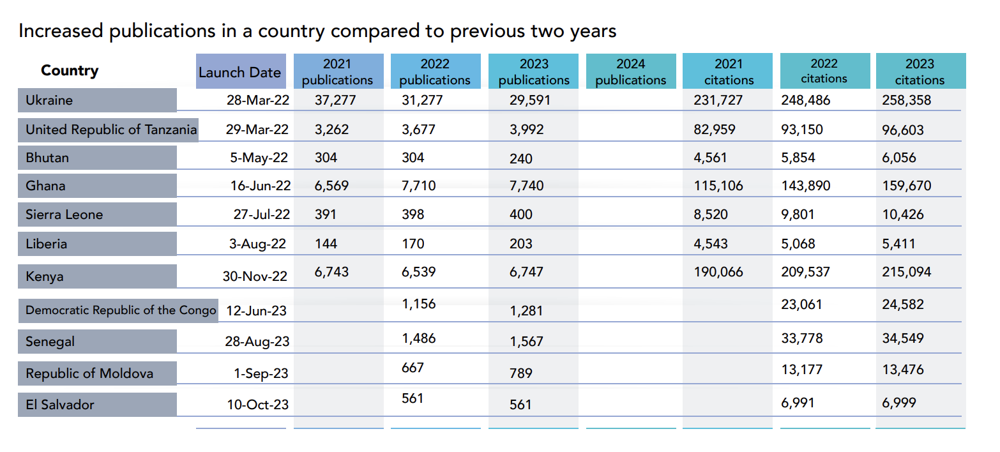 Increased publications in a country compared to previous two years
Country Launch Date 2021 publications 2022 publications 2023 publications 2024 publications 2021 citations 2022 citations 2023 citations
Ukraine 28-Mar-22 37,277 31,277 29,591 231,727 248,486 258,358
United Republic of Tanzania 29-Mar-22 3,262 3,677 3,992 82,959 93,150 96,603
Bhutan 5-May-22 304 304 240 4,561 5,854 6,056
Ghana 16-Jun-22 6,569 7,710 7,740 115,106 143,890 159,670
Sierra Leone 27-Jul-22 391 398 400 8,520 9,801 10,426
Liberia 3-Aug-22 144 170 203 4,543 5,068 5,411
Kenya 30-Nov-22 6,743 6,539 6,747 190,066 209,537 215,094
Democratic Republic of the Congo 12-Jun-23 1,156 1,281 23,061 24,582
Senegal 28-Aug-23 1,486 1,567 33,778 34,549
Republic of Moldova 1-Sep-23 667 789 13,177 13,476
El Salvador 10-Oct-23 561 561 6,991 6,999